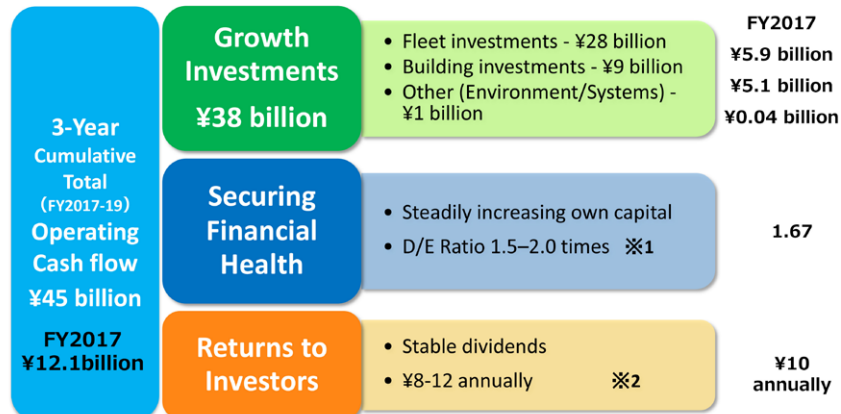 3-Year
Cumulative
Total
(FY2017-19)
Operating
Cash flow
¥45 billion
FY2017
¥12.1billion
Growth
Investments
¥38 billion
• Fleet investments - ¥28 billion
• Building investments - ¥9 billion
• Other (Environment/Systems) -
¥1 billion
FY2017
¥5.9 billion
¥5.1 billion
¥0.04 billion
Securing
Financial
Health
• Steadily increasing own capital
• D/E Ratio 1.5–2.0 times ※1
1.67
Returns to
Investors
• Stable dividends
• ¥8-12 annually ※2
¥10
annually